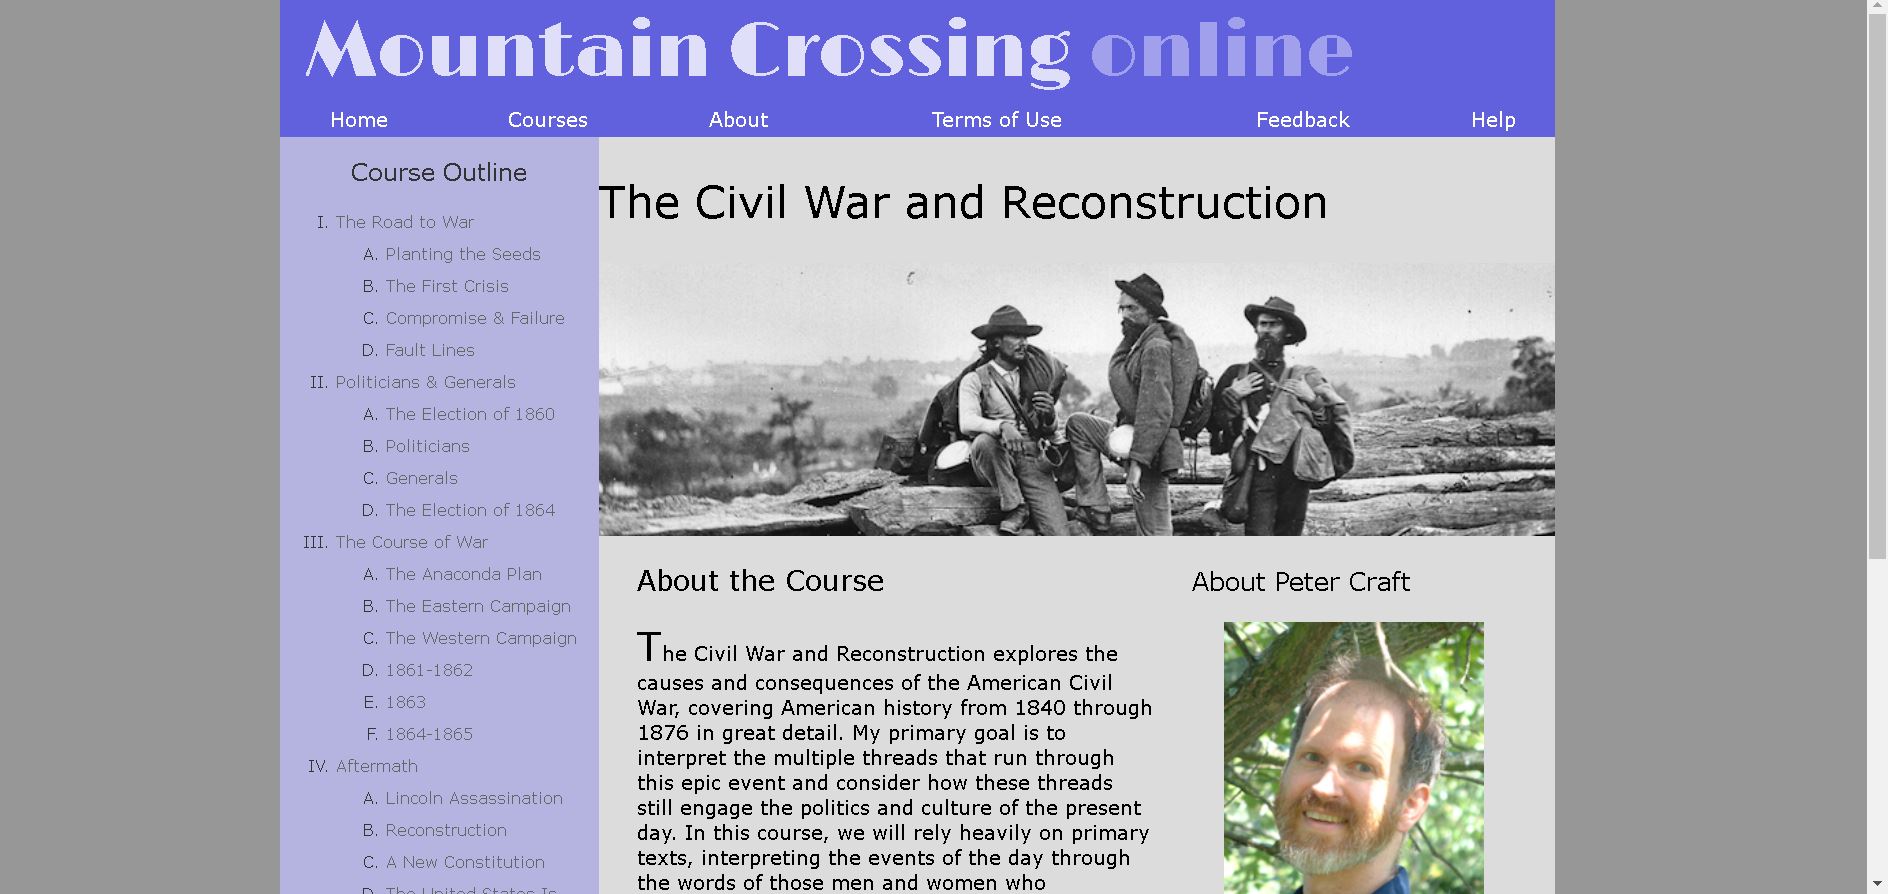 Mountain Crossing online
Home Courses About Terms of Use Feedback Help
Course Outline
I. The Road to War
A. Planting the Seeds
B. The First Crisis
C. Compromise & Failure
D. Fault Lines
II. Politicians & Generals
A. The Election of 1860
B. Politicians
C. Generals
D. The Election of 1864
III. The Course of War
A. The Anaconda Plan
B. The Eastern Campaign
C. The Western Campaign
D. 1861-1862
E. 1863
F. 1864-1865
IV. Aftermath
A. Lincoln Assassination
B. Reconstruction
C. A New Constitution
D. The United States Is
The Civil War and Reconstruction
About the Course
The Civil War and Reconstruction explores the
causes and consequences of the American Civil
War, covering American history from 1840 through
1876 in great detail. My primary goal is to
interpret the multiple threads that run through
this epic event and consider how these threads
still engage the politics and culture of the present
day. In this course, we will rely heavily on primary
texts, interpreting the events of the day through
the words of those men and women who
About Peter Craft